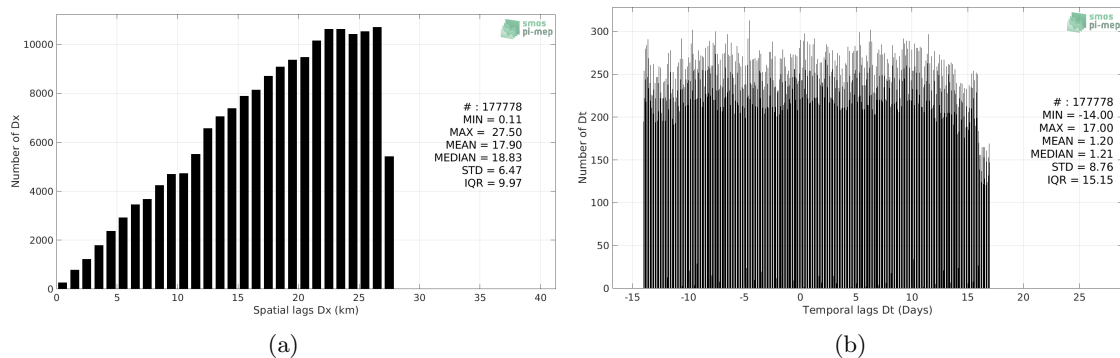 smos
pi-mep
10000
8000
6000
4000
2000
0
Number of Dx
# : 177778
MIN = 0.11
MAX = 27.50
MEAN = 17.90
MEDIAN = 18.83
STD = 6.47
IQR = 9.97
0 5 10 15 20 25 30 35 40
Spatial lags Dx (km)
(a)
smos
pi-mep
300
250
200
150
100
50
0
Number of Dt
# : 177778
MIN = -14.00
MAX = 17.00
MEAN = 1.20
MEDIAN = 1.21
STD = 8.76
IQR = 15.15
-15 -10 -5 0 5 10 15 20 25
Temporal lags Dt (Days)
(b)